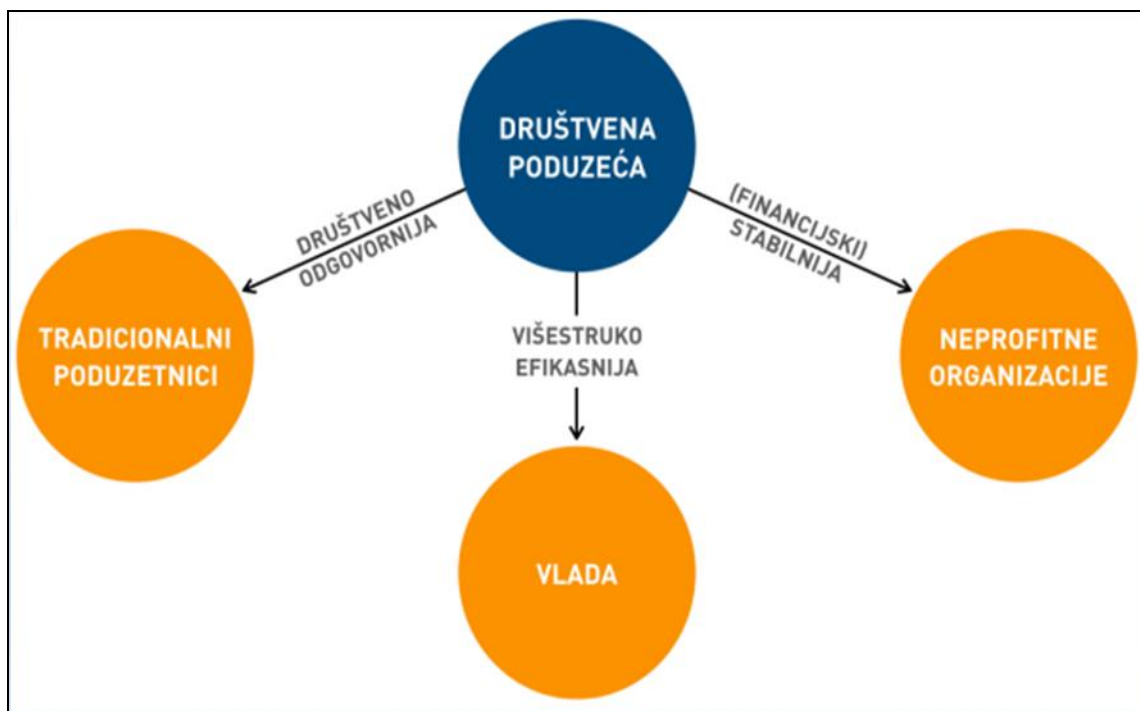 DRUŠTVENA
PODUZEĆA
DRUŠTVENO
ODGOVORNIJA
(FINANCIJSKI)
STABILNIJA
VIŠESTRUKO
EFIKASNIJA
TRADICIONALNI
PODUZETNICI
NEPROFITNE
ORGANIZACIJE
VLADA